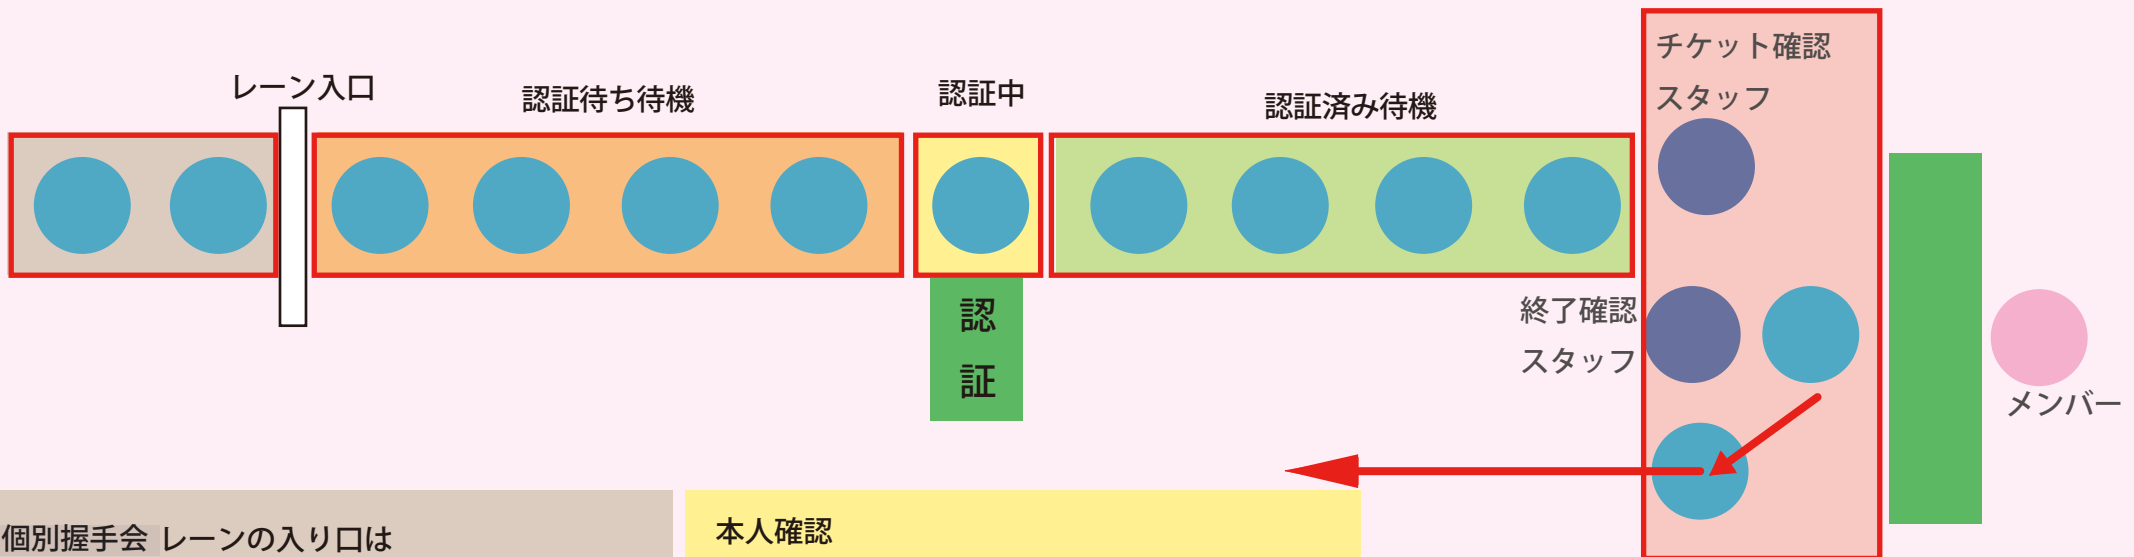 レーン入口
認証待ち待機
認証中
認証済み待機
チケット確認
スタッフ
認
証
終了確認
スタッフ
メンバー
個別握手会 レーンの入り口は
本人確認